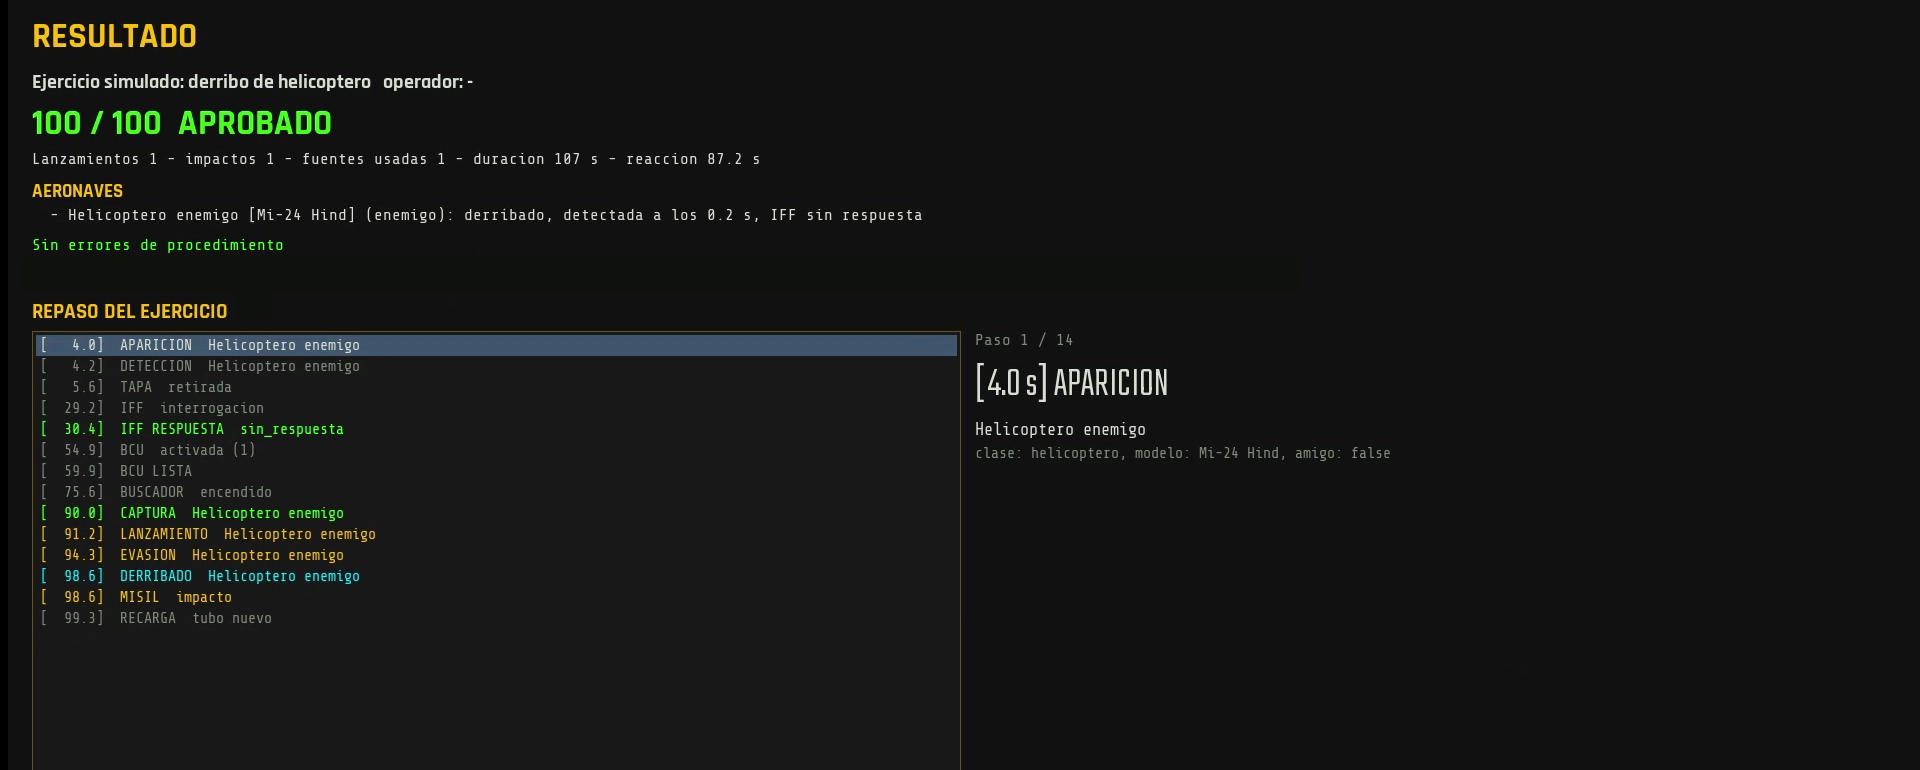 RESULTADO
Ejercicio simulado: derribo de helicoptero   operador: -
100 / 100  APROBADO
Lanzamientos 1 - impactos 1 - fuentes usadas 1 - duracion 107 s - reaccion 87.2 s
AERONAVES
- Helicoptero enemigo [Mi-24 Hind] (enemigo): derribado, detectada a los 0.2 s, IFF sin respuesta
Sin errores de procedimiento
REPASO DEL EJERCICIO
[   4.0]  APARICION  Helicoptero enemigo
[   4.2]  DETECCION  Helicoptero enemigo
[   5.6]  TAPA  retirada
[  29.2]  IFF  interrogacion
[  30.4]  IFF RESPUESTA  sin_respuesta
[  54.9]  BCU  activada (1)
[  59.9]  BCU LISTA
[  75.6]  BUSCADOR  encendido
[  90.0]  CAPTURA  Helicoptero enemigo
[  91.2]  LANZAMIENTO  Helicoptero enemigo
[  94.3]  EVASION  Helicoptero enemigo
[  98.6]  DERRIBADO  Helicoptero enemigo
[  98.6]  MISIL  impacto
[  99.3]  RECARGA  tubo nuevo
Paso 1 / 14
[4.0 s] APARICION
Helicoptero enemigo
clase: helicoptero, modelo: Mi-24 Hind, amigo: false